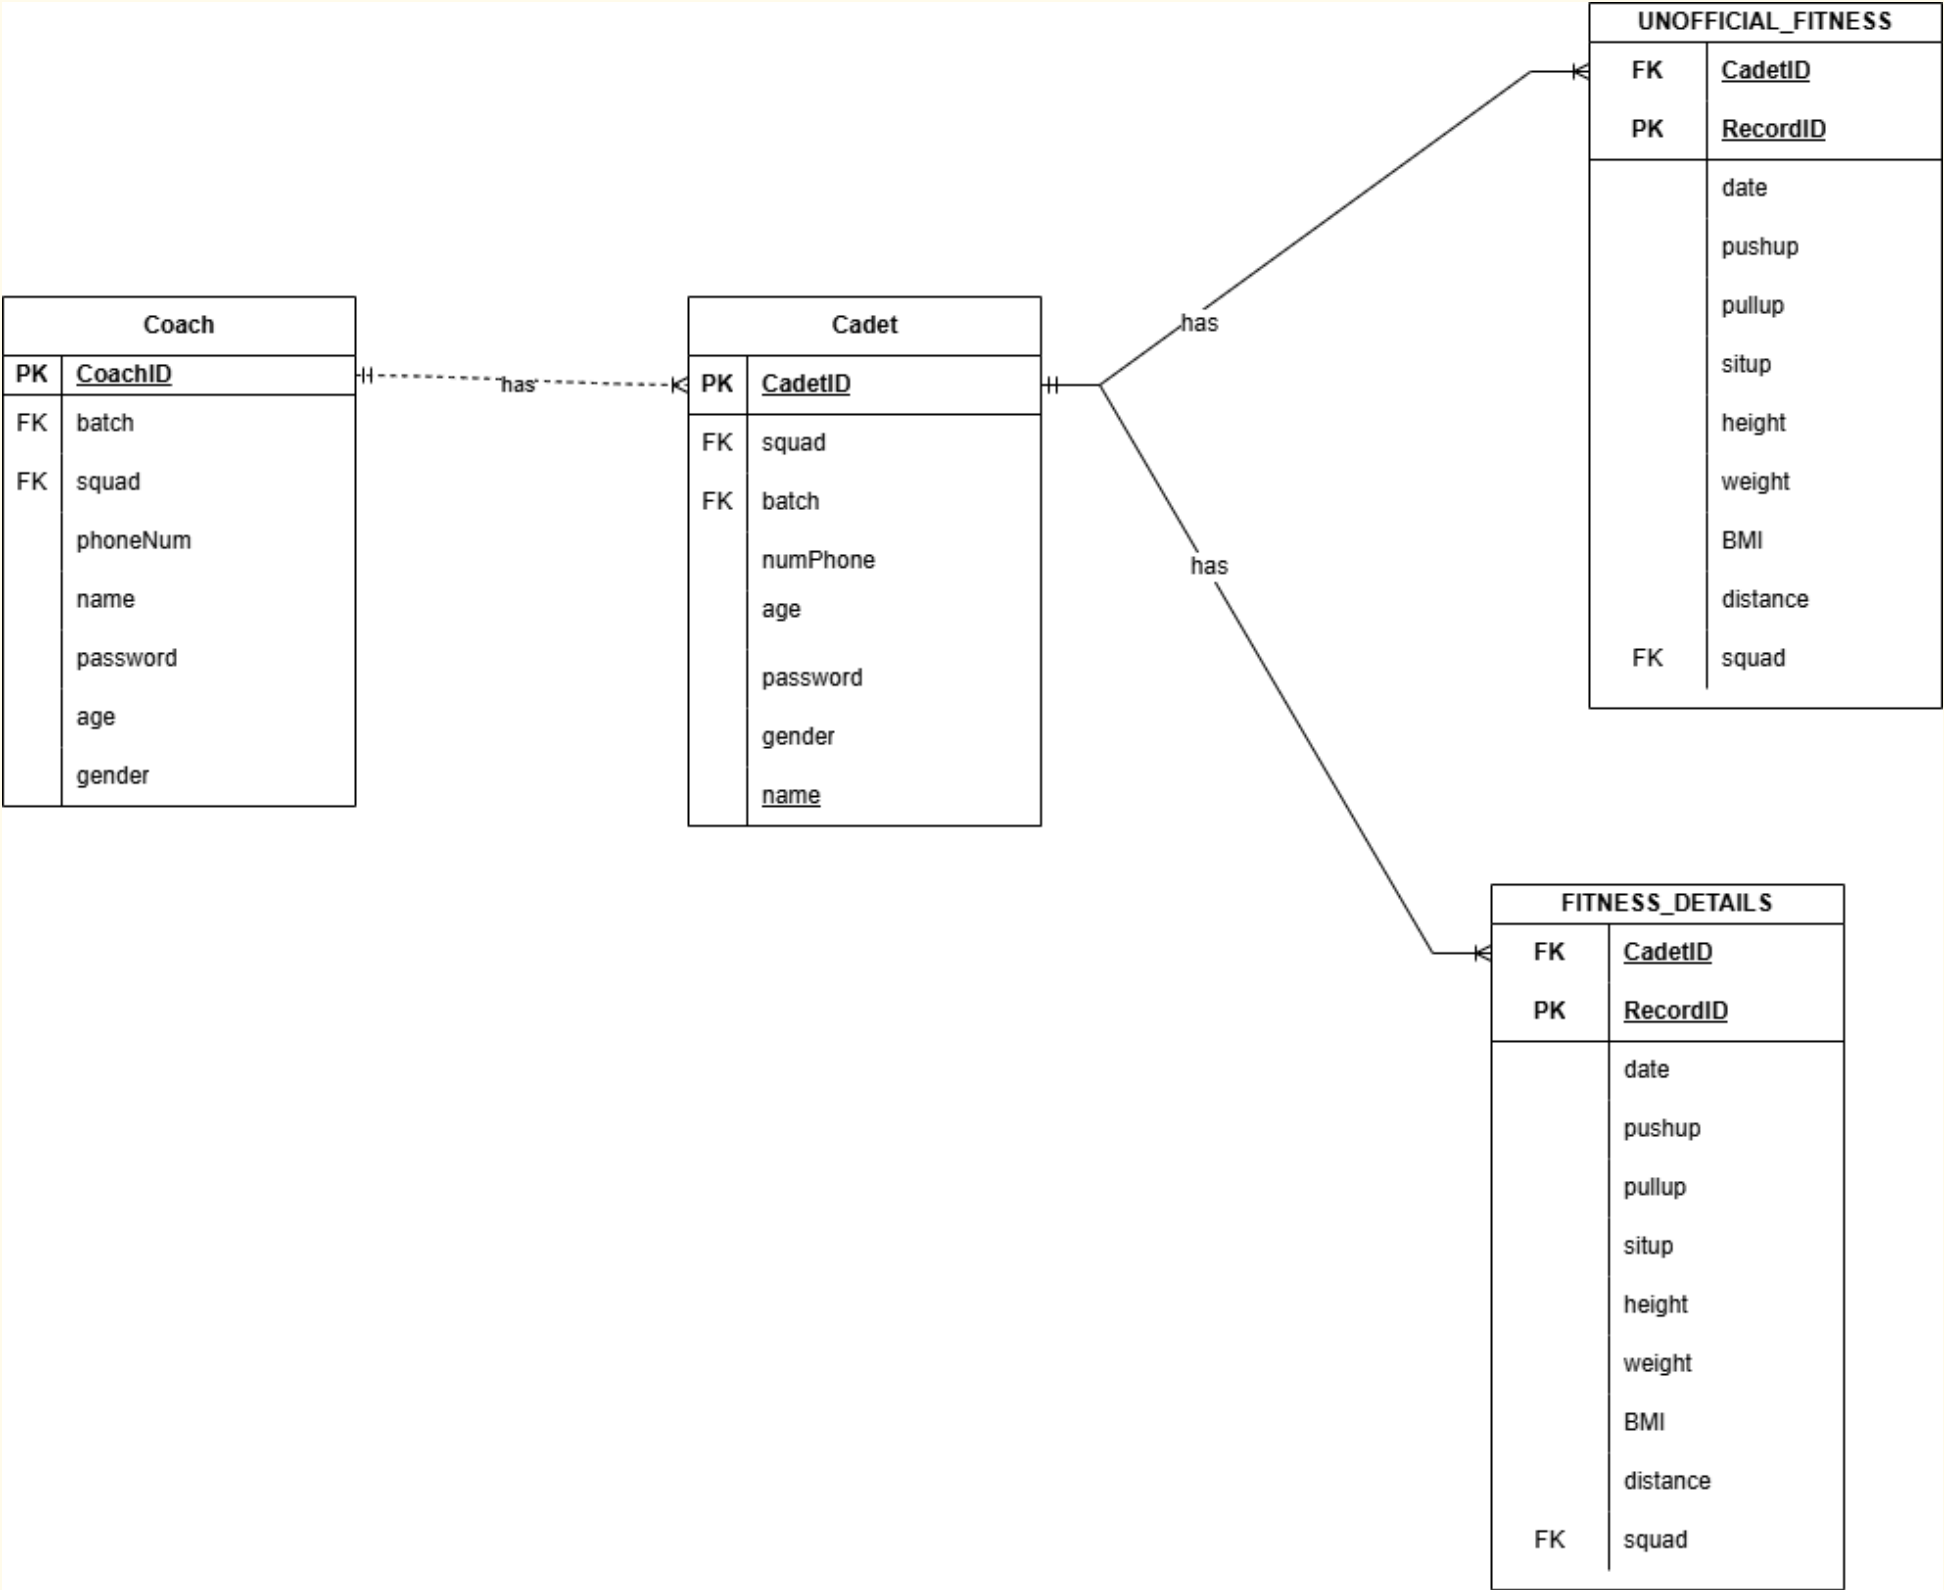 Coach
PK CoachID
FK batch
FK squad
phoneNum
name
password
age
gender
has
Cadet
PK CadetID
FK squad
FK batch
numPhone
age
password
gender
name
has
has
UNOFFICIAL_FITNESS
FK CadetID
PK RecordID
date
pushup
pullup
situp
height
weight
BMI
distance
FK squad
FITNESS_DETAILS
FK CadetID
PK RecordID
date
pushup
pullup
situp
height
weight
BMI
distance
FK squad